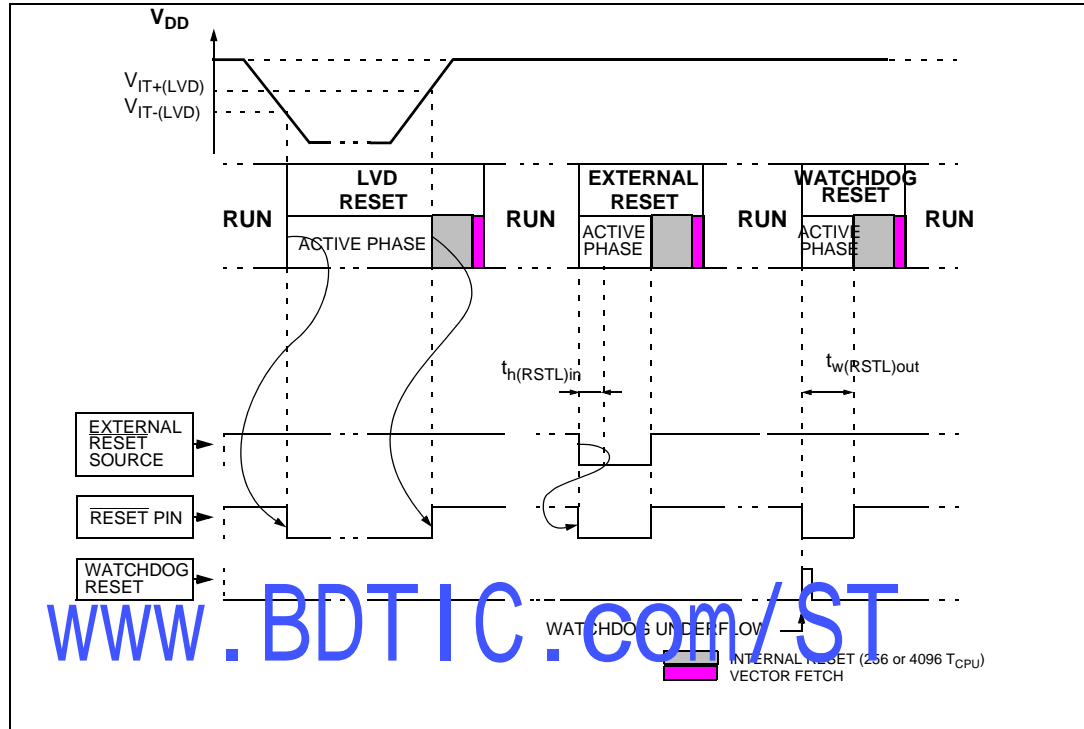 VDD
VIT+(LVD)
VIT-(LVD)
LVD
RESET
EXTERNAL
RESET
WATCHDOG
RESET
RUN
RUN
RUN
RUN
ACTIVE PHASE
ACTIVE
PHASE
ACTIVE
PHASE
th(RSTL)in
tw(RSTL)out
EXTERNAL
RESET
SOURCE
RESET PIN
WATCHDOG
RESET
www.BDTIC.com/ST
WATCHDOG UNDERFLOW
INTERNAL RESET (256 or 4096 TCPU)
VECTOR FETCH